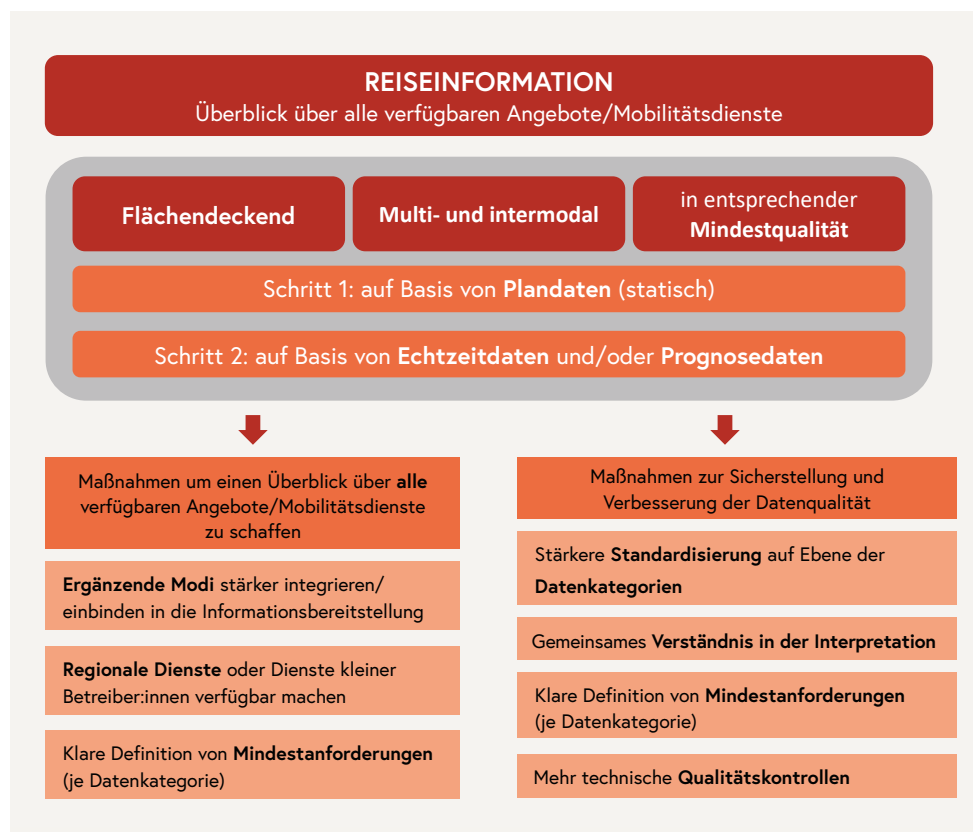 REISEINFORMATION
Überblick über alle verfügbaren Angebote/Mobilitätsdienste
Flächendeckend
Multi- und intermodal
in entsprechender
Mindestqualität
Schritt 1: auf Basis von Plandaten (statisch)
Schritt 2: auf Basis von Echtzeitdaten und/oder Prognosedaten
Maßnahmen um einen Überblick über alle
verfügbaren Angebote/Mobilitätsdienste
zu schaffen
Ergänzende Modi stärker integrieren/
einbinden in die Informationsbereitstellung
Regionale Dienste oder Dienste kleiner
Betreiber:innen verfügbar machen
Klare Definition von Mindestanforderungen
(je Datenkategorie)
Maßnahmen zur Sicherstellung und
Verbesserung der Datenqualität
Stärkere Standardisierung auf Ebene der
Datenkategorien
Gemeinsames Verständnis in der Interpretation
Klare Definition von Mindestanforderungen
(je Datenkategorie)
Mehr technische Qualitätskontrollen